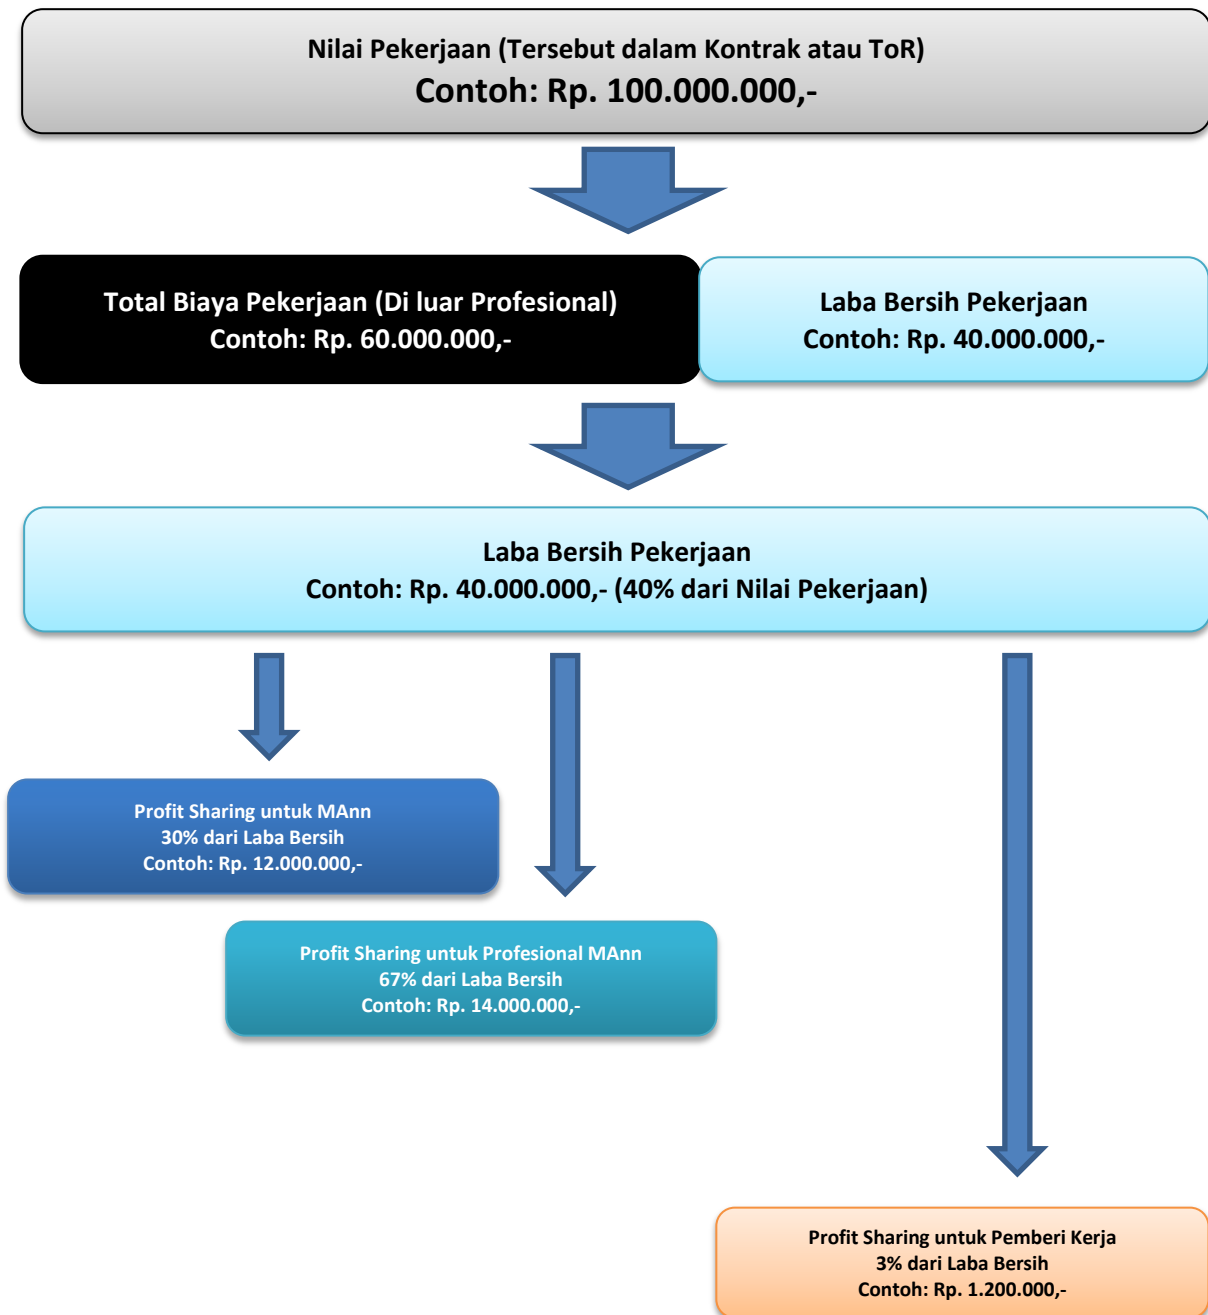 Nilai Pekerjaan (Tersebut dalam Kontrak atau ToR)
Contoh: Rp. 100.000.000,-
Total Biaya Pekerjaan (Di luar Profesional)
Contoh: Rp. 60.000.000,-
Laba Bersih Pekerjaan
Contoh: Rp. 40.000.000,-
Laba Bersih Pekerjaan
Contoh: Rp. 40.000.000,- (40% dari Nilai Pekerjaan)
Profit Sharing untuk MAnn
30% dari Laba Bersih
Contoh: Rp. 12.000.000,-
Profit Sharing untuk Profesional MAnn
67% dari Laba Bersih
Contoh: Rp. 14.000.000,-
Profit Sharing untuk Pemberi Kerja
3% dari Laba Bersih
Contoh: Rp. 1.200.000,-